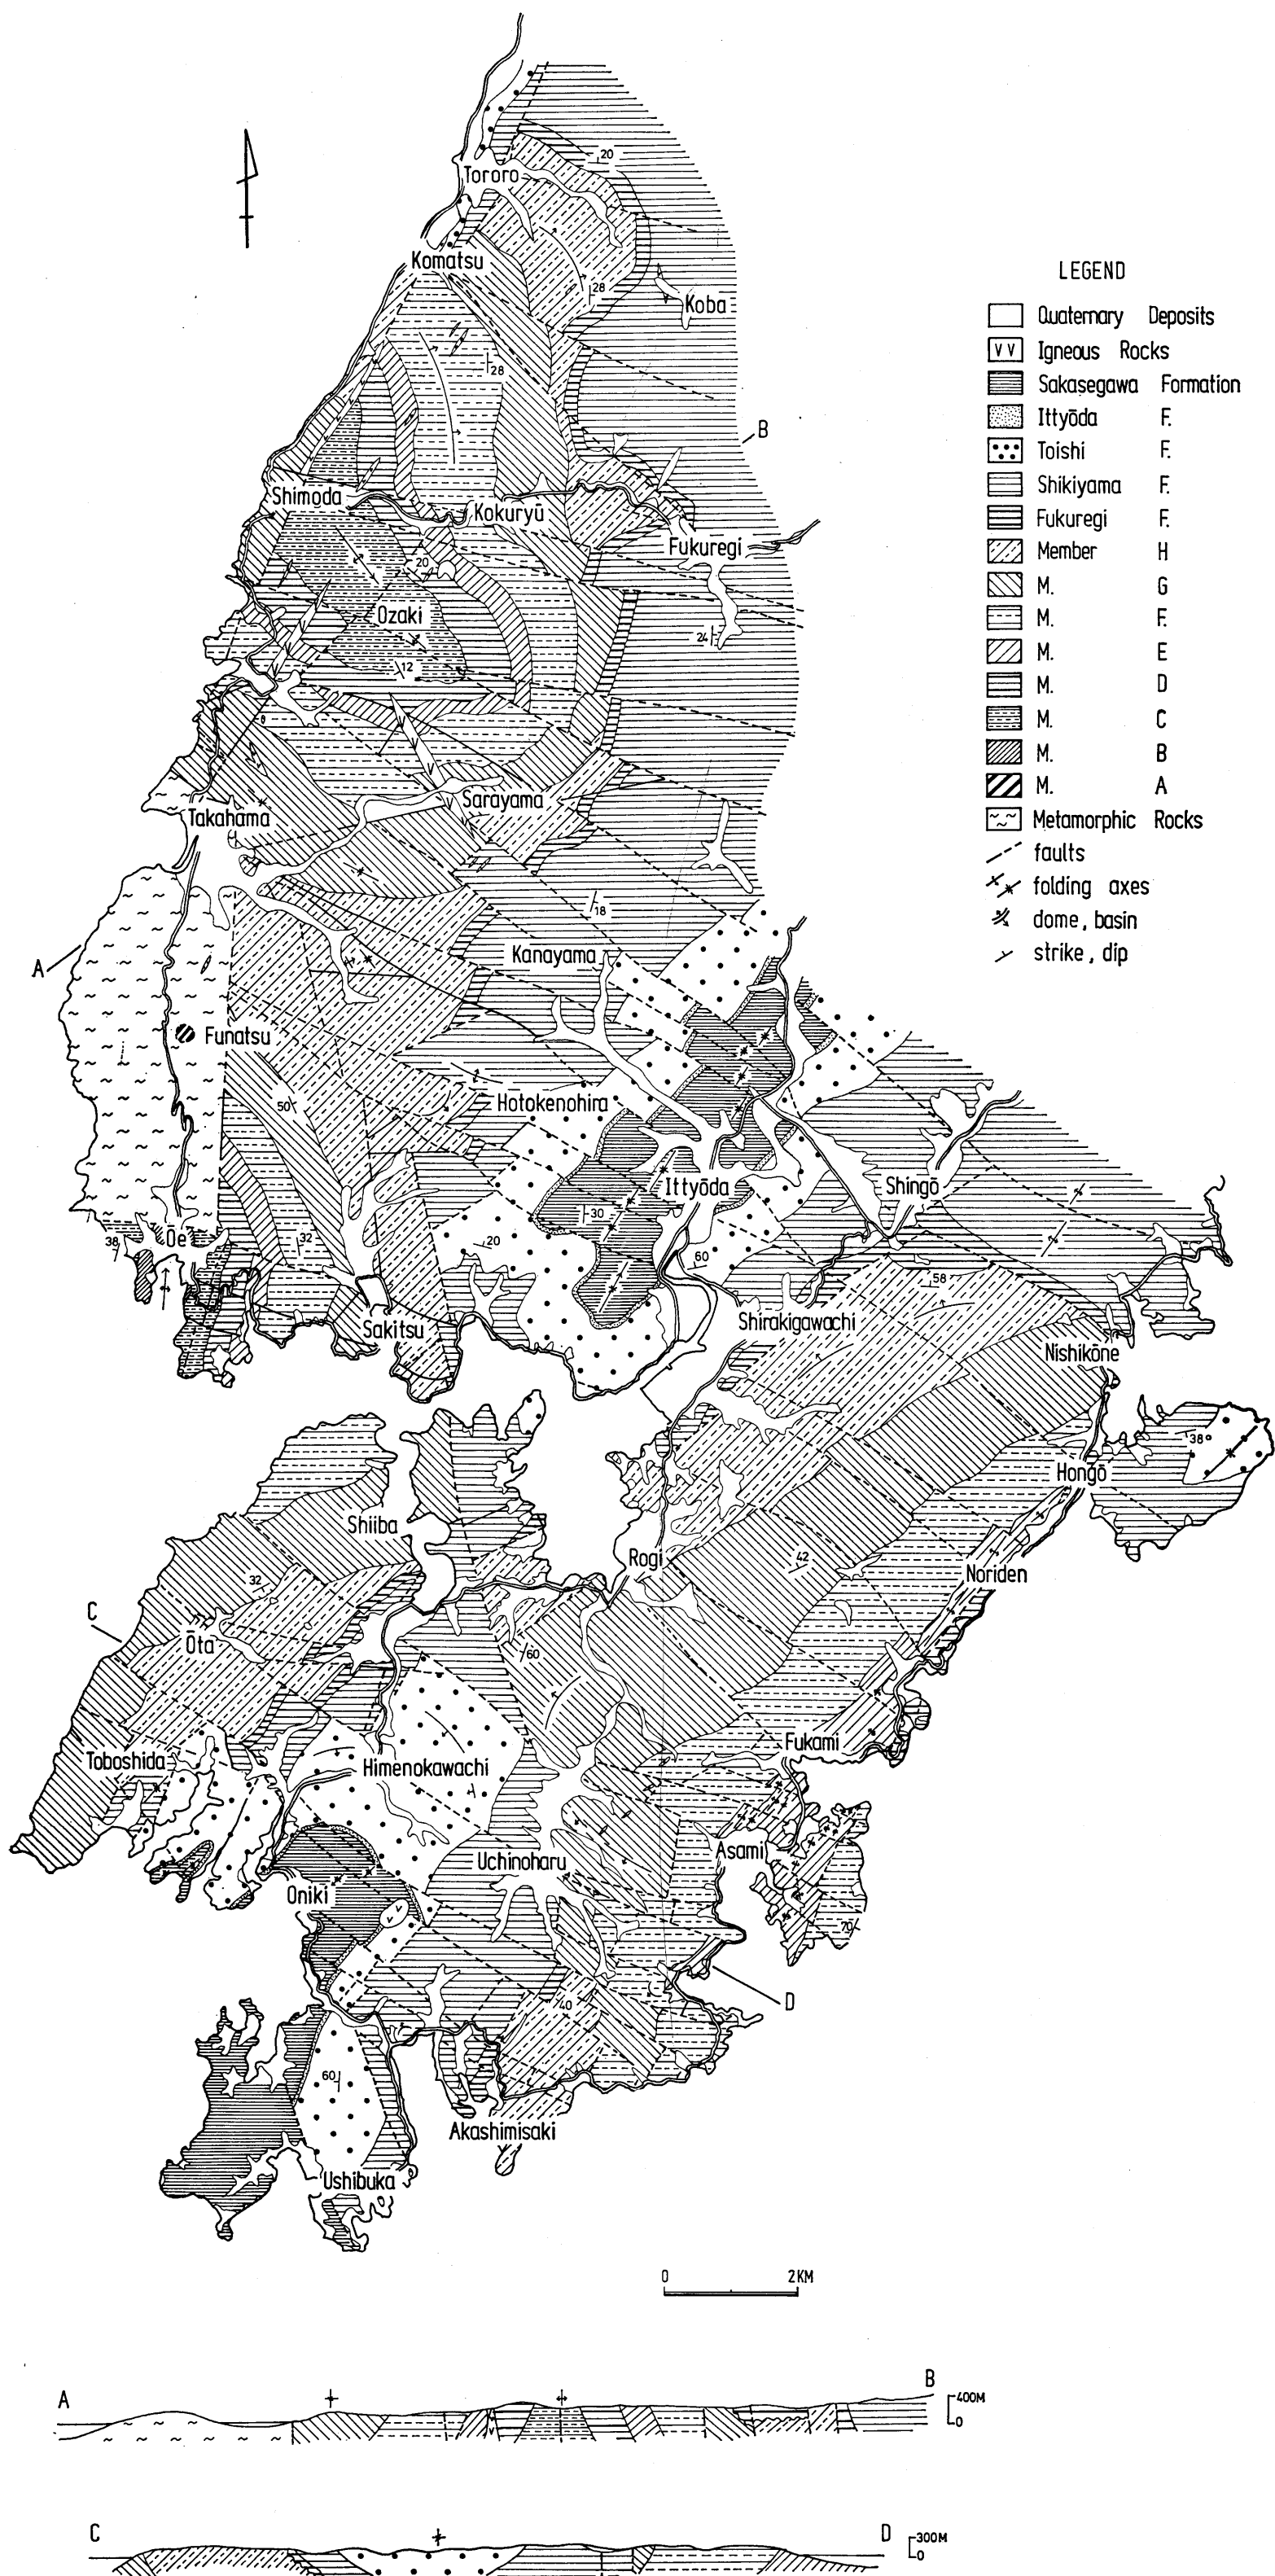 20
Tororo
Komatsu
28
Koba
28
B
Shimoda
Kokuryū
Fukuregi
20
Ozaki
24
12
Sarayama
Takahama
18
Kanayama
A
Funatsu
50
Hotokenohira
Ittyōda
Shingō
30
38
Ōe
32
20
60
58
Shirakigawachi
Sakitsu
Nishikōne
38°
Hongō
Shiiba
Rogi
42
Noriden
32
C
Ōta
60
Fukami
Toboshida
Himenokawachi
Asami
Uchinoharu
Oniki
70
D
40
60
Akashimisaki
Ushibuka
LEGEND
Quaternary Deposits
V V Igneous Rocks
Sakasegawa Formation
Ittyōda F.
Toishi F.
Shikiyama F.
Fukuregi F.
Member H
M. G
M. F
M. E
M. D
M. C
M. B
M. A
Metamorphic Rocks
faults
folding axes
dome, basin
strike, dip
0 2KM
A B
400M
0
C D
300M
0